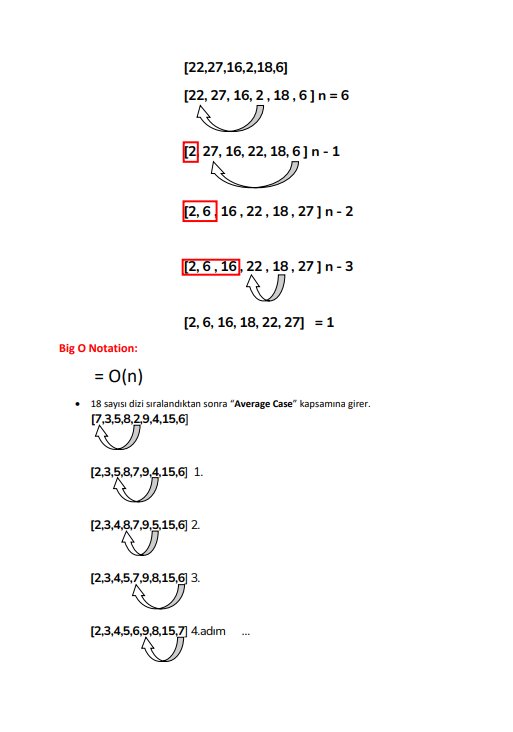 [22,27,16,2,18,6]
[22, 27, 16, 2 , 18 , 6 ] n = 6
[2, 27, 16, 22, 18, 6 ] n - 1
[2, 6 , 16 , 22 , 18 , 27 ] n - 2
[2, 6 , 16 , 22 , 18 , 27 ] n - 3
[2, 6, 16, 18, 22, 27] = 1
Big O Notation:
= O(n)
• 18 sayısı dizi sıralandıktan sonra “Average Case” kapsamına girer.
[7,3,5,8,2,9,4,15,6]
[2,3,5,8,7,9,4,15,6] 1.
[2,3,4,8,7,9,5,15,6] 2.
[2,3,4,5,7,9,8,15,6] 3.
[2,3,4,5,6,9,8,15,7] 4.adım ...